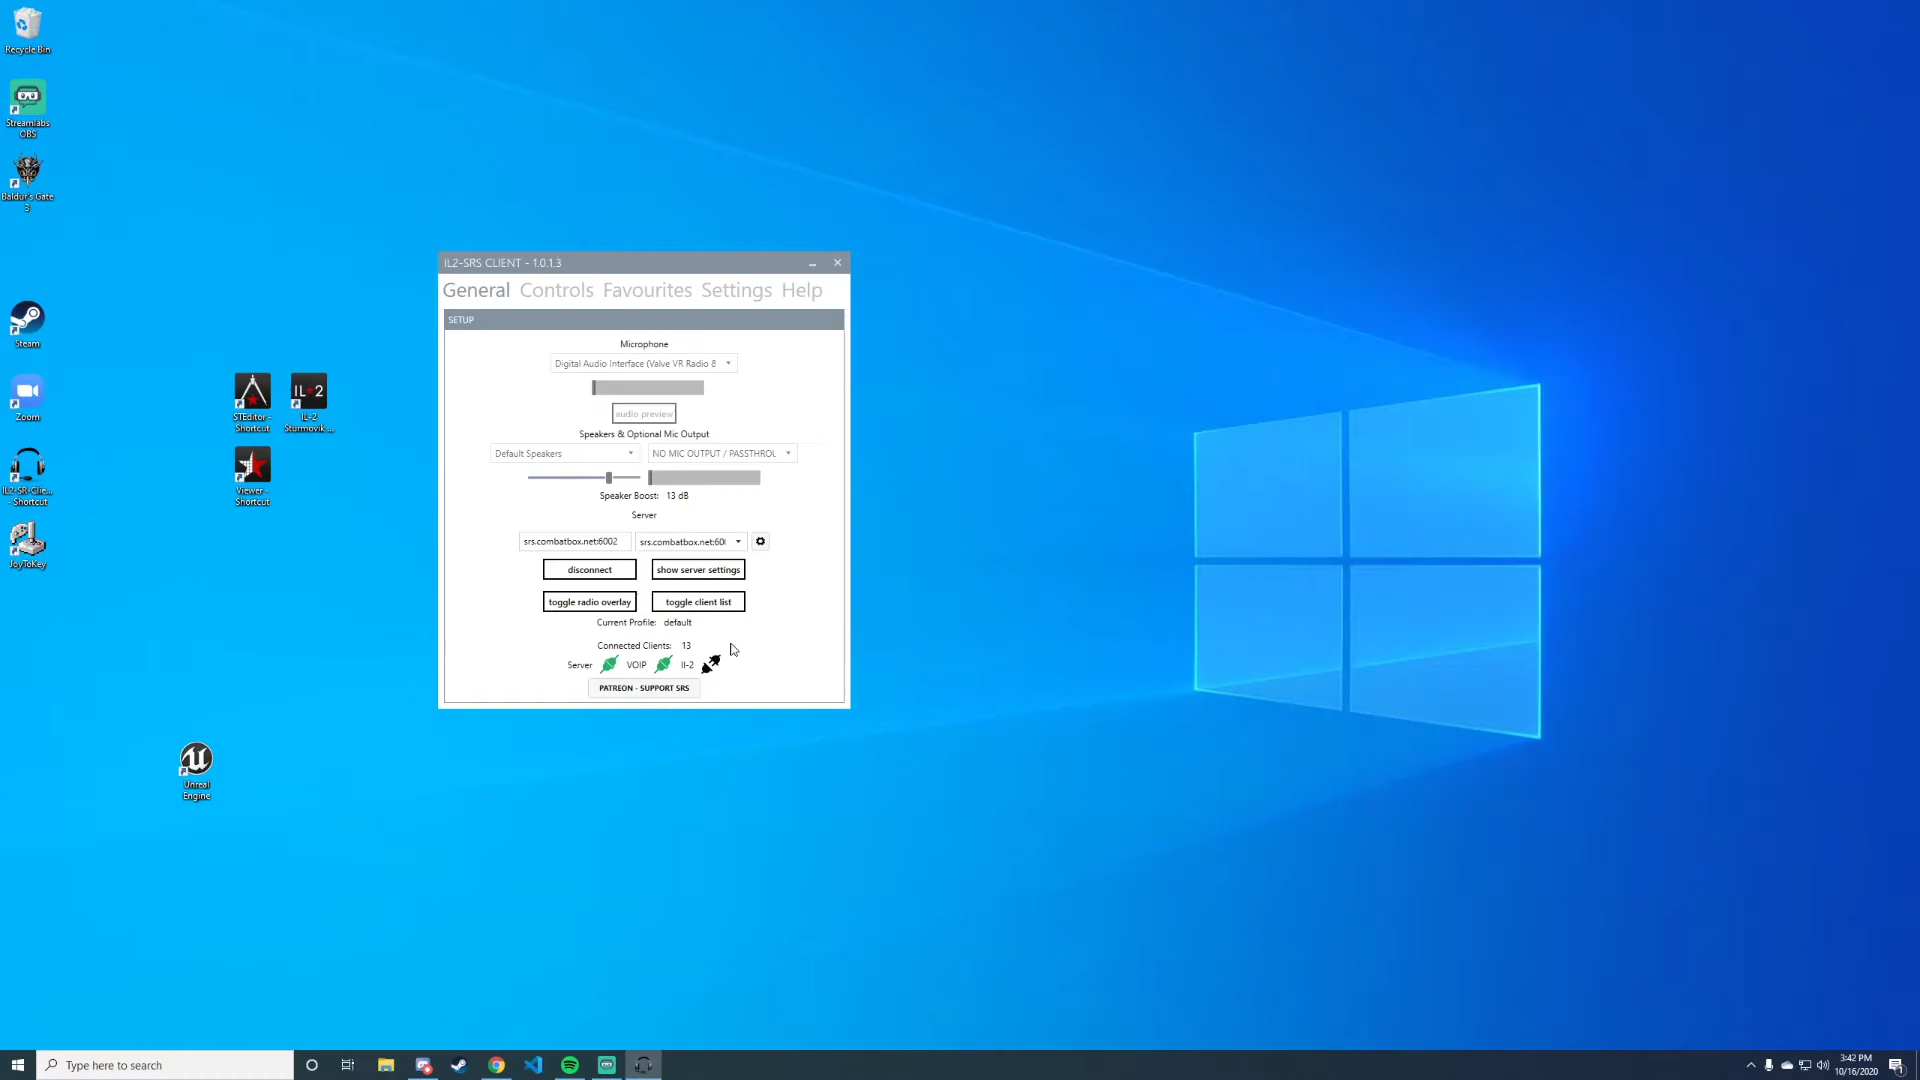 Recycle Bin
Streamlabs
OBS
Baldur's Gate
3
Steam
Zoom
IL2-SR-Clie...
- Shortcut
JoyToKey
STEditor -
Shortcut
IL-2
IL-2
Sturmovik...
Viewer -
Shortcut
Unreal
Engine
IL2-SRS CLIENT - 1.0.1.3
General Controls Favourites Settings Help
SETUP
Microphone
Digital Audio Interface (Valve VR Radio 8
audio preview
Speakers & Optional Mic Output
Default Speakers NO MIC OUTPUT / PASSTHROU
Speaker Boost: 13 dB
Server
srs.combatbox.net:6002 srs.combatbox.net:60
disconnect show server settings
toggle radio overlay toggle client list
Current Profile: default
Connected Clients: 13
Server VOIP Il-2
PATREON - SUPPORT SRS
Type here to search
3:42 PM
10/16/2020